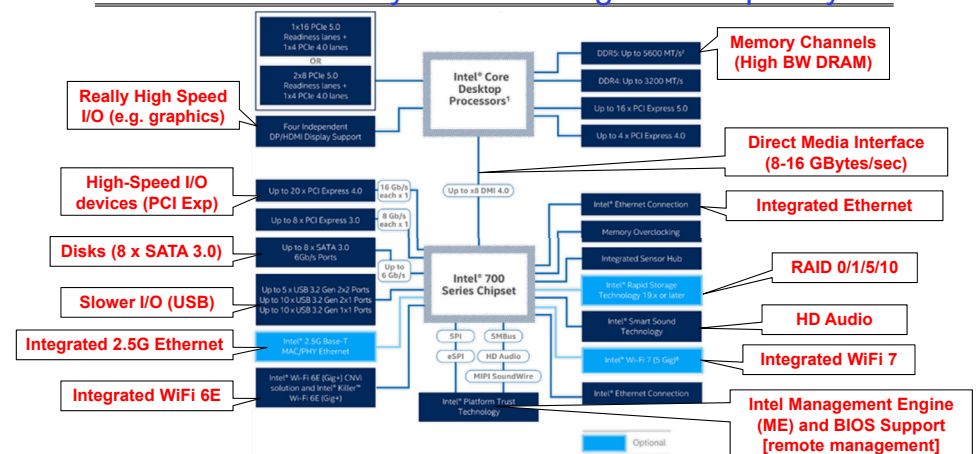 1x16 PCIe 5.0
Readiness lanes +
1x4 PCIe 4.0 lanes
OR
2x8 PCIe 5.0
Readiness lanes +
1x4 PCIe 4.0 lanes
Four Independent
DP/HDMI Display Support
Really High Speed
I/O (e.g. graphics)
Intel® Core
Desktop
Processors¹
DDR5: Up to 5600 MT/s²
DDR4: Up to 3200 MT/s
Up to 16 x PCI Express 5.0
Up to 4 x PCI Express 4.0
Memory Channels
(High BW DRAM)
Direct Media Interface
(8-16 GBytes/sec)
Up to x8 DMI 4.0
High-Speed I/O
devices (PCI Exp)
Disks (8 x SATA 3.0)
Slower I/O (USB)
Integrated 2.5G Ethernet
Integrated WiFi 6E
Up to 20 x PCI Express 4.0
16 Gb/s
each x 1
Up to 8 x PCI Express 3.0
8 Gb/s
each x 1
Up to 8 x SATA 3.0
6Gb/s Ports
Up to
6 Gb/s
Up to 5 x USB 3.2 Gen 2x2 Ports
Up to 10 x USB 3.2 Gen 2x1 Ports
Up to 10 x USB 3.2 Gen 1x1 Ports
Intel® 2.5G Base-T
MAC/PHY Ethernet
Intel® Wi-Fi 6E (Gig+) CNVi
solution and Intel® Killer™
Wi-Fi 6E (Gig+)
Intel® 700
Series Chipset
SPI
SMBus
eSPI
HD Audio
MIPI SoundWire
Intel® Platform Trust
Technology
Intel® Ethernet Connection
Memory Overclocking
Integrated Sensor Hub
Intel® Rapid Storage
Technology 19.x or later
Intel® Smart Sound
Technology
Intel® Wi-Fi 7 (5 Gig)
Intel® Ethernet Connection
Optional
Integrated Ethernet
RAID 0/1/5/10
HD Audio
Integrated WiFi 7
Intel Management Engine
(ME) and BIOS Support
[remote management]